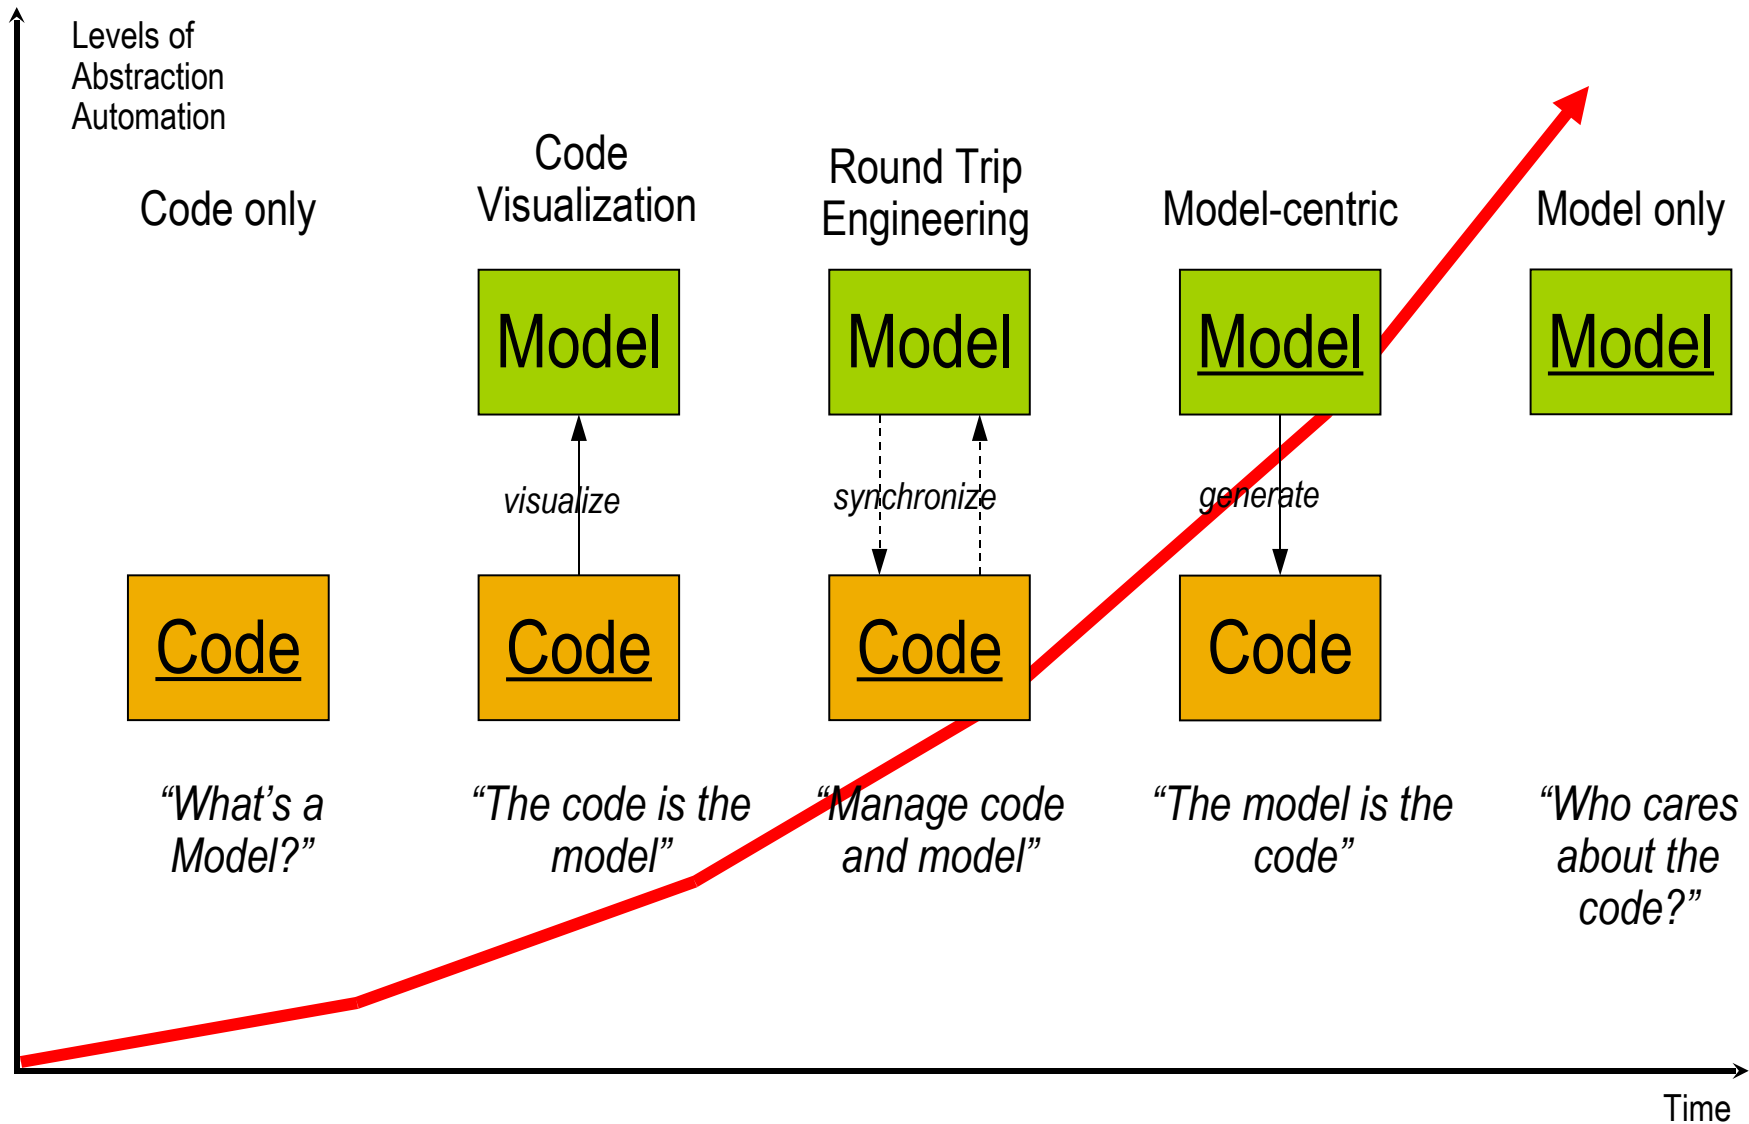 Levels of
Abstraction
Automation
Code only
Code
Visualization
Round Trip
Engineering
Model-centric
Model only
Model
Model
Model
Model
visualize
synchronize
generate
Code
Code
Code
Code
“What’s a
Model?”
“The code is the
model”
“Manage code
and model”
“The model is the
code”
“Who cares
about the
code?”
Time